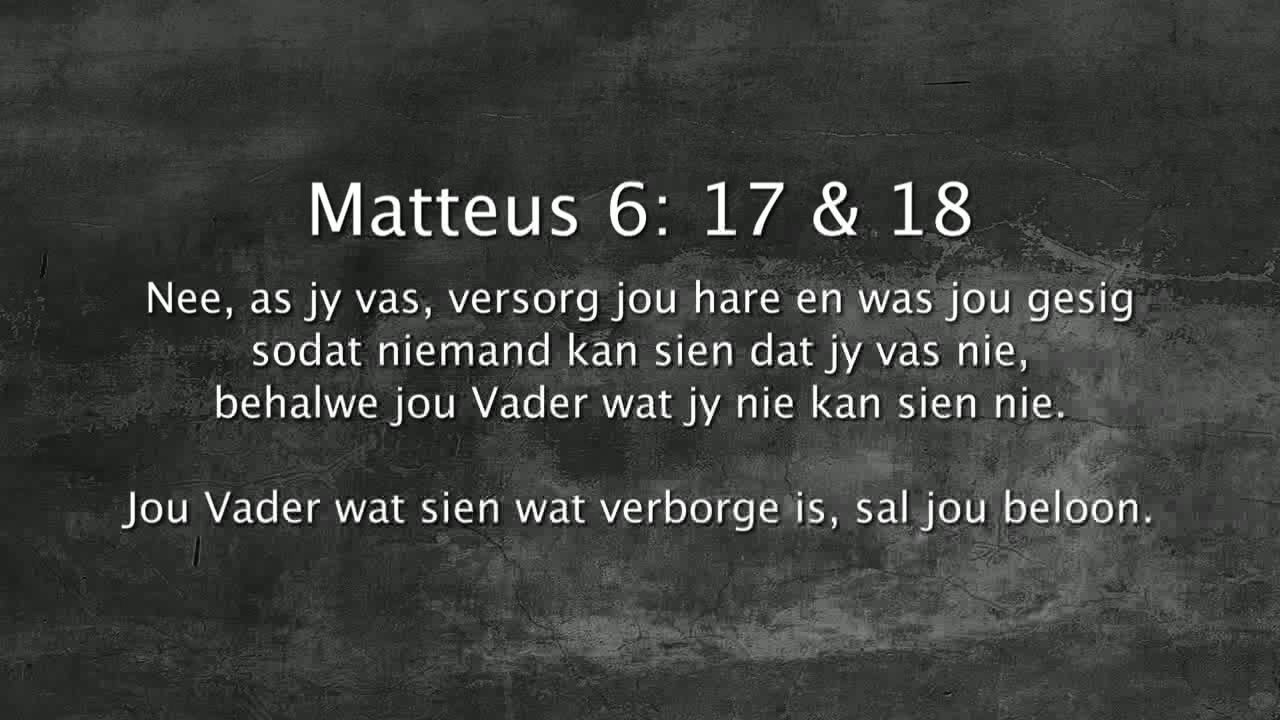 Matteus 6: 17 & 18
Nee, as jy vas, versorg jou hare en was jou gesig
sodat niemand kan sien dat jy vas nie,
behalwe jou Vader wat jy nie kan sien nie.
Jou Vader wat sien wat verborge is, sal jou beloon.